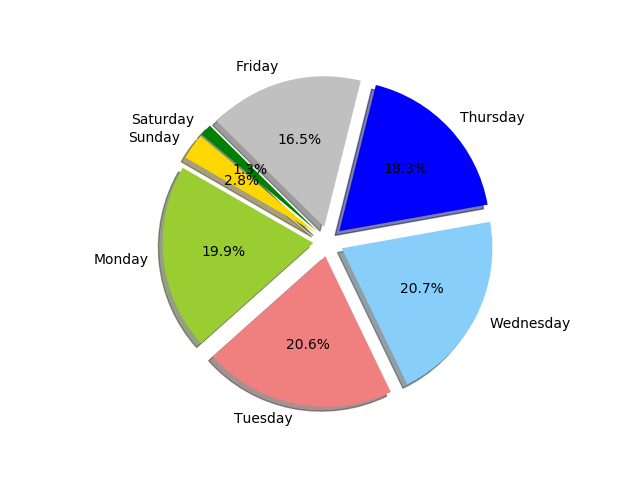 Friday
Thursday
Saturday
Sunday
16.5%
18.3%
1.3%
2.8%
Monday
19.9%
20.7%
Wednesday
20.6%
Tuesday